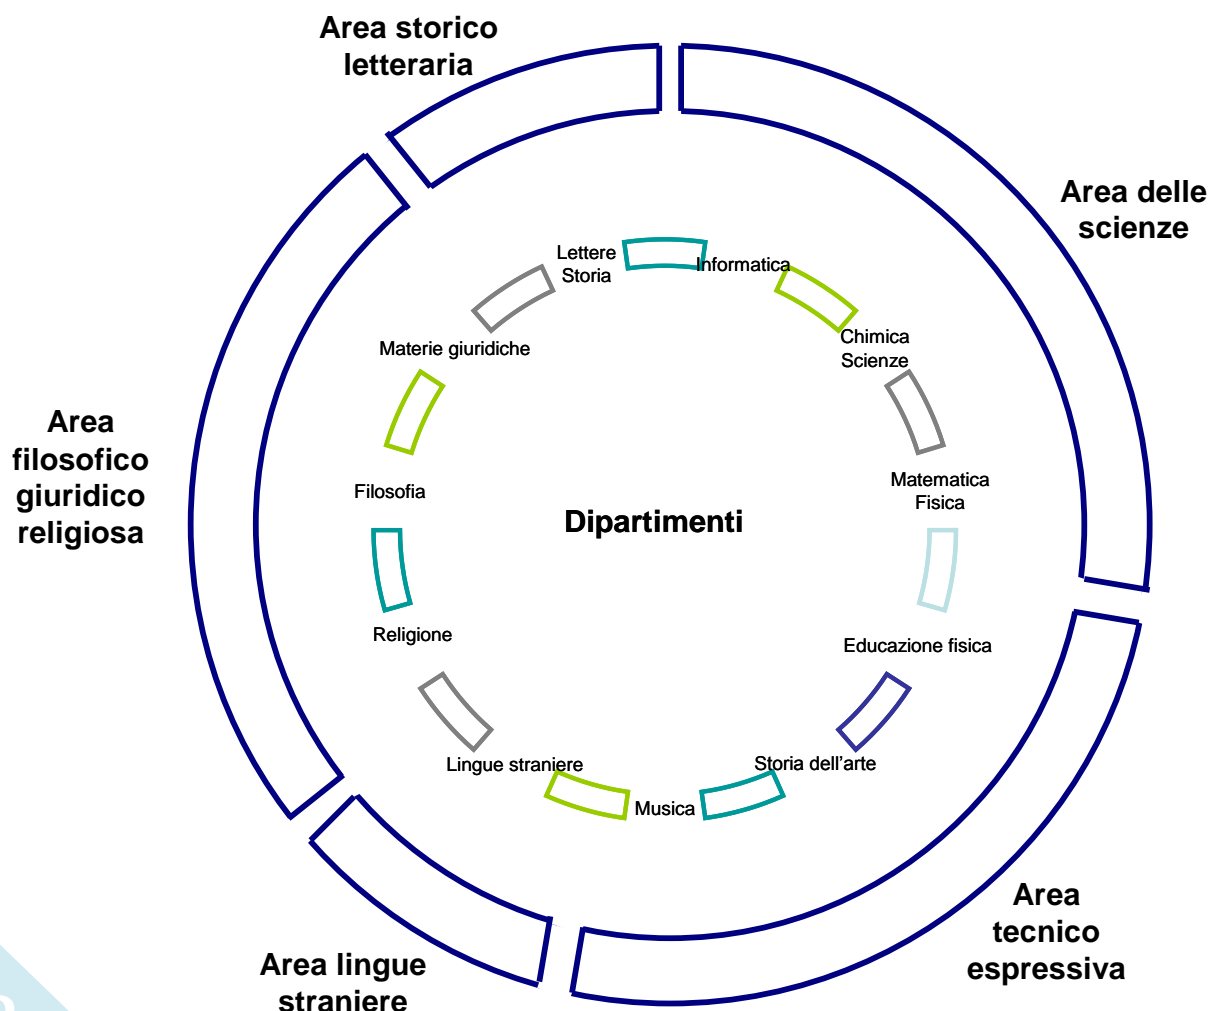 Area storico
letteraria
Area delle
scienze
Lettere
Storia
Informatica
Chimica
Scienze
Materie giuridiche
Area
filosofico
giuridico
religiosa
Filosofia
Matematica
Fisica
Dipartimenti
Religione
Educazione fisica
Lingue straniere
Storia dell'arte
Musica
Area
tecnico
espressiva
Area lingue
straniere